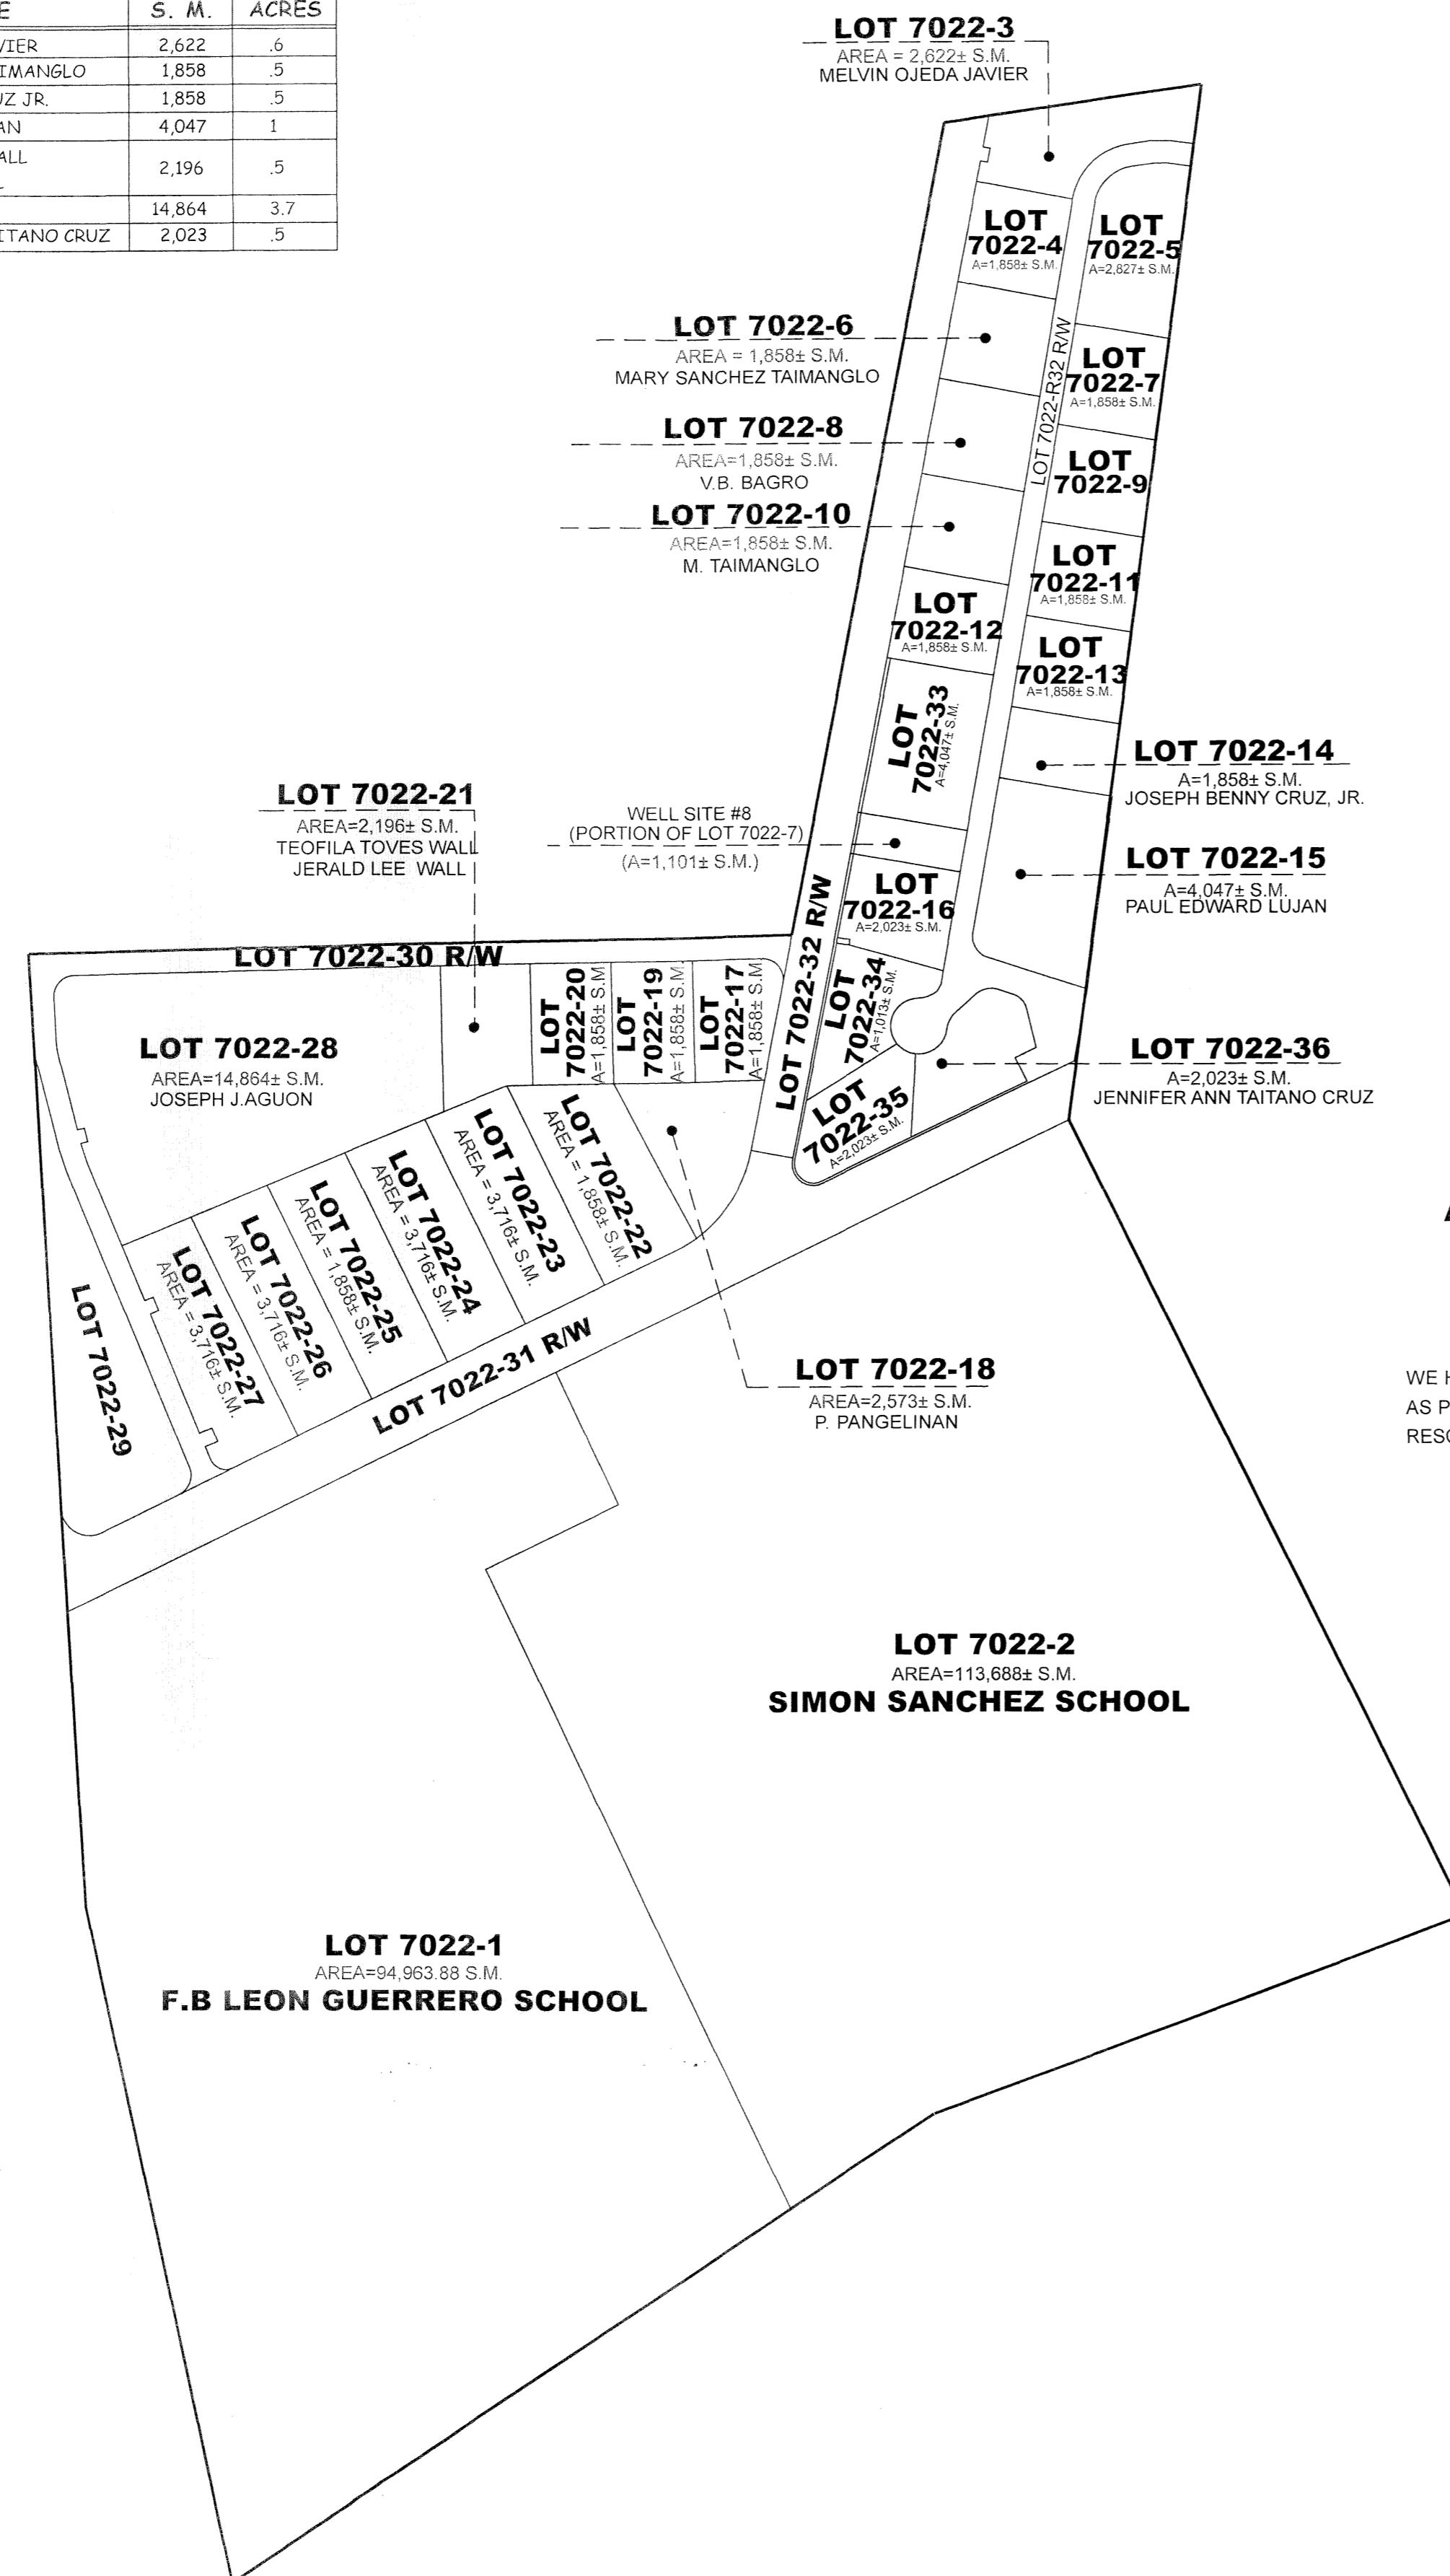 E S. M. ACRES
VIER 2,622 .6
IMANGLO 1,858 .5
UZ JR. 1,858 .5
AN 4,047 1
ALL 2,196 .5
14,864 3.7
ITANO CRUZ 2,023 .5
LOT 7022-3
AREA = 2,622± S.M.
MELVIN OJEDA JAVIER
LOT
7022-4
A=1,858± S.M.
LOT
7022-5
A=2,827± S.M.
LOT 7022-6
AREA = 1,858± S.M.
MARY SANCHEZ TAIMANGLO
LOT 7022-R32 R/W
LOT
7022-7
A=1,858± S.M.
LOT 7022-8
AREA=1,858± S.M.
V.B. BAGRO
LOT
7022-9
LOT 7022-10
AREA=1,858± S.M.
M. TAIMANGLO
LOT
7022-11
A=1,858± S.M.
LOT
7022-12
A=1,858± S.M.
LOT
7022-13
A=1,858± S.M.
LOT
7022-33
A=4,047± S.M.
LOT 7022-14
A=1,858± S.M.
JOSEPH BENNY CRUZ, JR.
LOT 7022-21
AREA=2,196± S.M.
TEOFILA TOVES WALL
JERALD LEE WALL
WELL SITE #8
(PORTION OF LOT 7022-7)
(A=1,101± S.M.)
LOT 7022-15
A=4,047± S.M.
PAUL EDWARD LUJAN
LOT
7022-16
A=2,023± S.M.
LOT 7022-30 R/W
LOT 7022-32 R/W
LOT
7022-20
A=1,858± S.M
LOT
7022-19
A=1,858± S.M.
LOT
7022-17
A=1,858± S.M
LOT
7022-34
A=1,013± S.M.
LOT 7022-28
AREA=14,864± S.M.
JOSEPH J.AGUON
LOT 7022-36
A=2,023± S.M.
JENNIFER ANN TAITANO CRUZ
LOT
7022-35
A=2,023± S.M.
LOT 7022-22
AREA = 1,858± S.M.
LOT 7022-23
AREA = 3,716± S.M.
LOT 7022-24
AREA = 3,716± S.M.
LOT 7022-25
AREA = 1,858± S.M.
LOT 7022-26
AREA = 3,716± S.M.
LOT 7022-27
AREA = 3,716± S.M.
LOT 7022-29
LOT 7022-31 R/W
LOT 7022-18
AREA=2,573± S.M.
P. PANGELINAN
WE H
AS P
RESO
LOT 7022-2
AREA=113,688± S.M.
SIMON SANCHEZ SCHOOL
LOT 7022-1
AREA=94,963.88 S.M.
F.B LEON GUERRERO SCHOOL